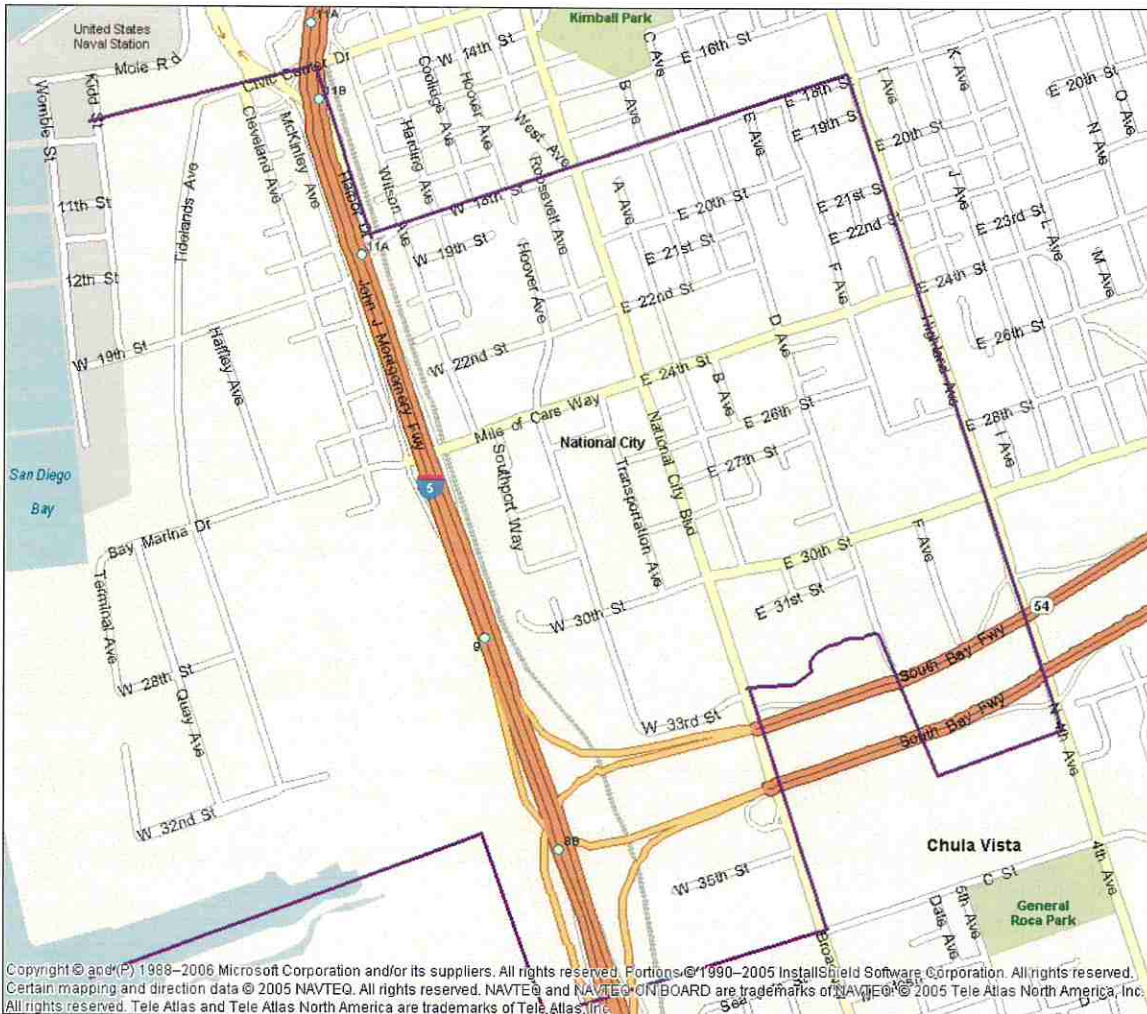 United States
Naval Station
Mole Rd
Kidd St
Womble St
11A
Civic Center Dr
11B
W 14th St
Coolidge Ave
Hoover Ave
Harding Ave
West Ave
Kimball Park
C Ave
B Ave
E 16th St
E 18th St
E 19th St
E Ave
I Ave
K Ave
E 20th St
O Ave
N Ave
E 20th St
Cleveland Ave
McKinley Ave
Harbor Dr
Wilson Ave
W 18th St
Roosevelt Ave
A Ave
E 20th St
E 21st St
E 21st St
E 22nd St
J Ave
E 23rd St
L Ave
M Ave
11th St
12th St
Tidelands Ave
11A
W 19th St
Hoover Ave
E 22nd St
F Ave
E 24th St
W 19th St
Haffley Ave
John J Montgomery Fwy
W 22nd St
D Ave
Highland Ave
E 26th St
E 24th St
B Ave
E 26th St
E 28th St
I Ave
Mile of Cars Way
National City
National City Blvd
E 27th St
San Diego
Bay
5
Southport Way
Transportation Ave
Bay Marina Dr
Terminal Ave
E 30th St
F Ave
E 31st St
W 30th St
54
9
W 28th St
Quay Ave
South Bay Fwy
W 33rd St
South Bay Fwy
N 4th Ave
W 32nd St
8B
Chula Vista
4th Ave
W 35th St
C St
5th Ave
Date Ave
General
Roca Park
Copyright © and (P) 1988–2006 Microsoft Corporation and/or its suppliers. All rights reserved. Portions © 1990–2005 InstallShield Software Corporation. All rights reserved.
Certain mapping and direction data © 2005 NAVTEQ. All rights reserved. NAVTEQ and NAVTEQ ON BOARD are trademarks of NAVTEQ. © 2005 Tele Atlas North America, Inc.
All rights reserved. Tele Atlas and Tele Atlas North America are trademarks of Tele Atlas, Inc.